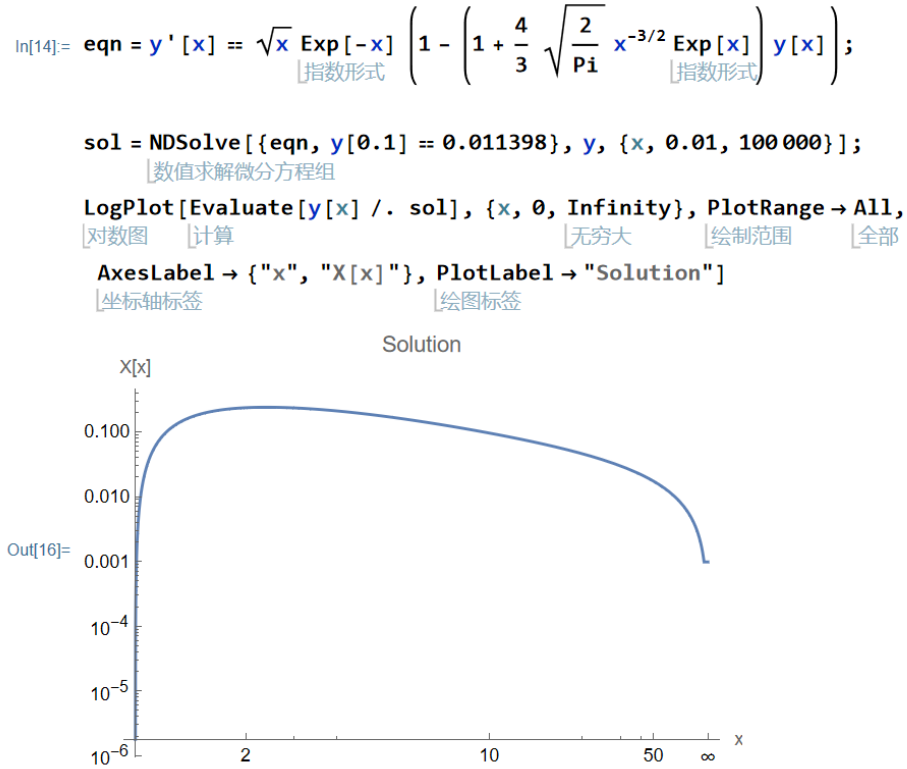 In[14]:= eqn = y'[x] == √x Exp[-x] (1 - (1 + 4/3 √(2/Pi) x^(-3/2) Exp[x]) y[x]);
指数形式 指数形式
sol = NDSolve[{eqn, y[0.1] == 0.011398}, y, {x, 0.01, 100 000}];
数值求解微分方程组
LogPlot[Evaluate[y[x] /. sol], {x, 0, Infinity}, PlotRange → All,
对数图 计算 无穷大 绘制范围 全部
AxesLabel → {"x", "X[x]"}, PlotLabel → "Solution"]
坐标轴标签 绘图标签
Solution
X[x]
0.100
0.010
Out[16]=
0.001
10^-4
10^-5
10^-6
2 10 50 ∞ x